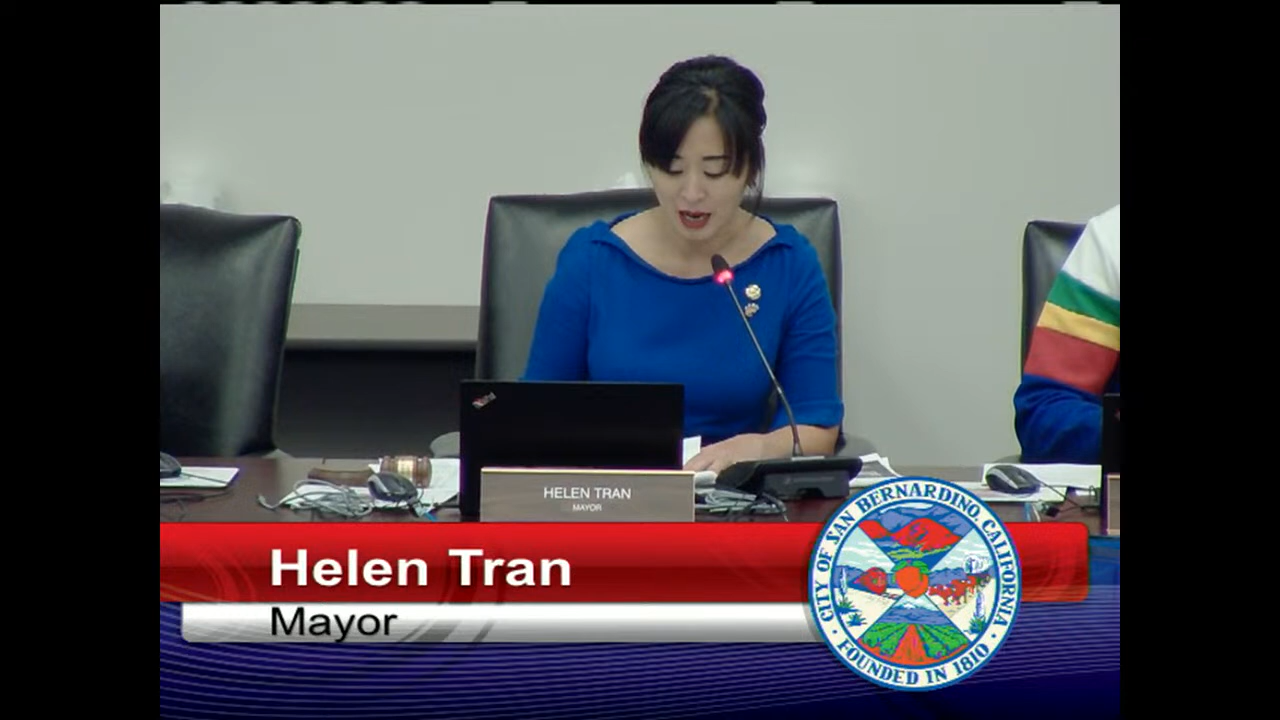 HELEN TRAN
MAYOR
Helen Tran
Mayor
CITY OF SAN BERNARDINO, CALIFORNIA
FOUNDED IN 1810